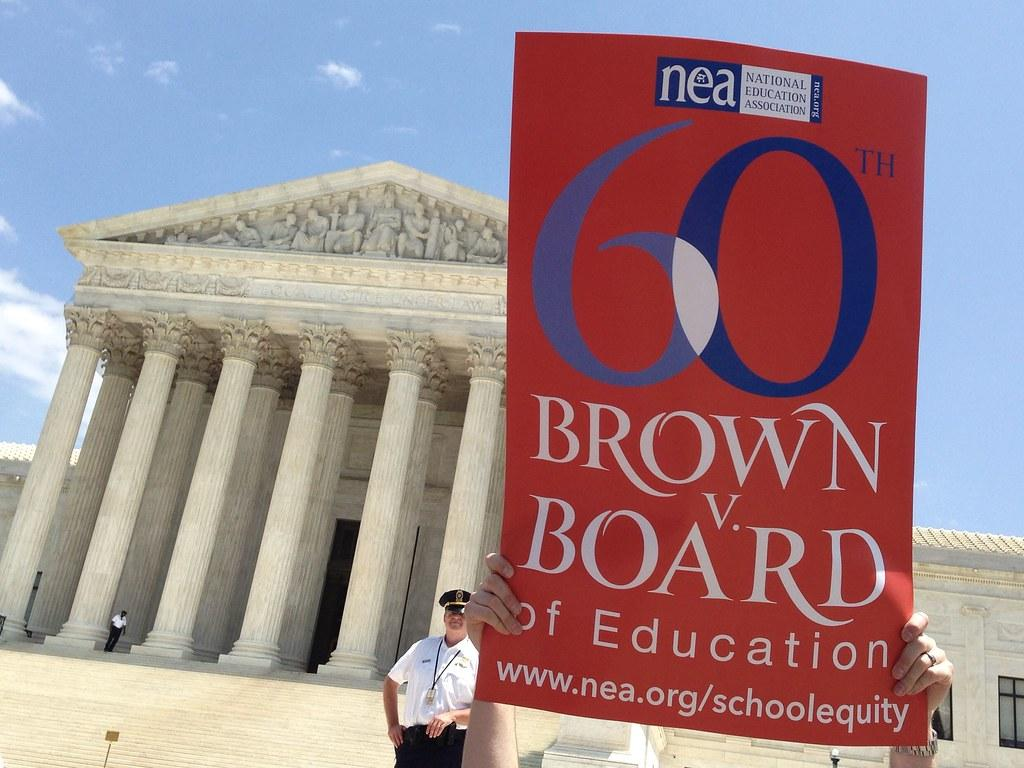 nea
NATIONAL
EDUCATION
ASSOCIATION
nea.org
60TH
BROWN
V.
BOARD
of Education
www.nea.org/schoolequity
EQUAL JUSTICE UNDER LAW